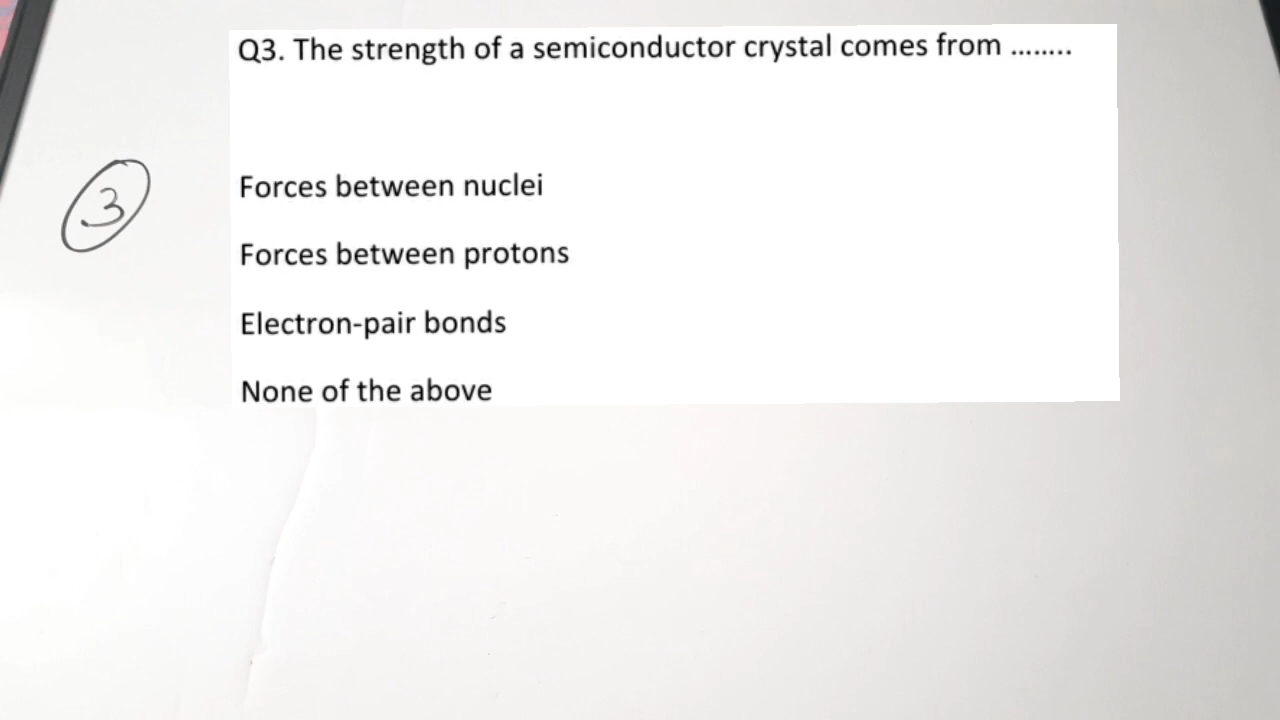 Q3. The strength of a semiconductor crystal comes from ........
3
Forces between nuclei
Forces between protons
Electron-pair bonds
None of the above